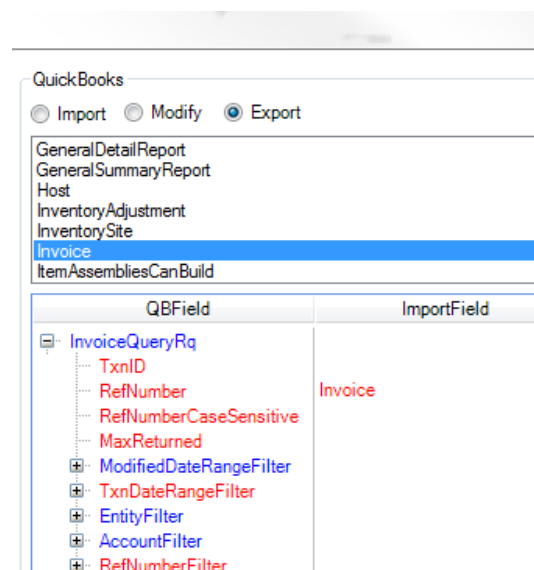 QuickBooks
Import Modify Export
GeneralDetailReport
GeneralSummaryReport
Host
InventoryAdjustment
InventorySite
Invoice
ItemAssembliesCanBuild
QBField ImportField
InvoiceQueryRq
TxnID
RefNumber Invoice
RefNumberCaseSensitive
MaxReturned
ModifiedDateRangeFilter
TxnDateRangeFilter
EntityFilter
AccountFilter
RefNumberFilter